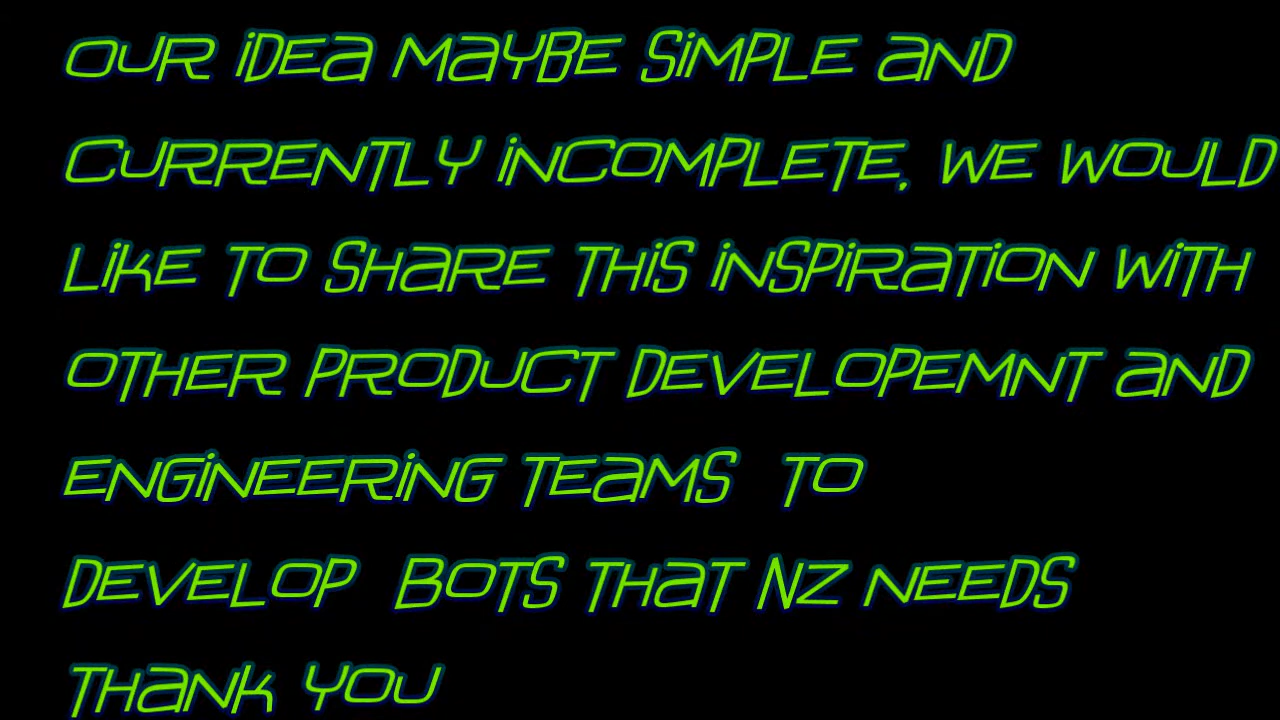 OUR iDEa MaYBE SiMPLE aND
CURRENTLY iNCOMPLETE, WE WOULD
LikE TO SHaRE THiS iNSPiRaTiON WiTH
OTHER PRODUCT DEVELOPEMNT aND
ENGiNEERiNG TEaMS TO
DEVELOP BOTS THaT NZ NEEDS
THaNk YOU